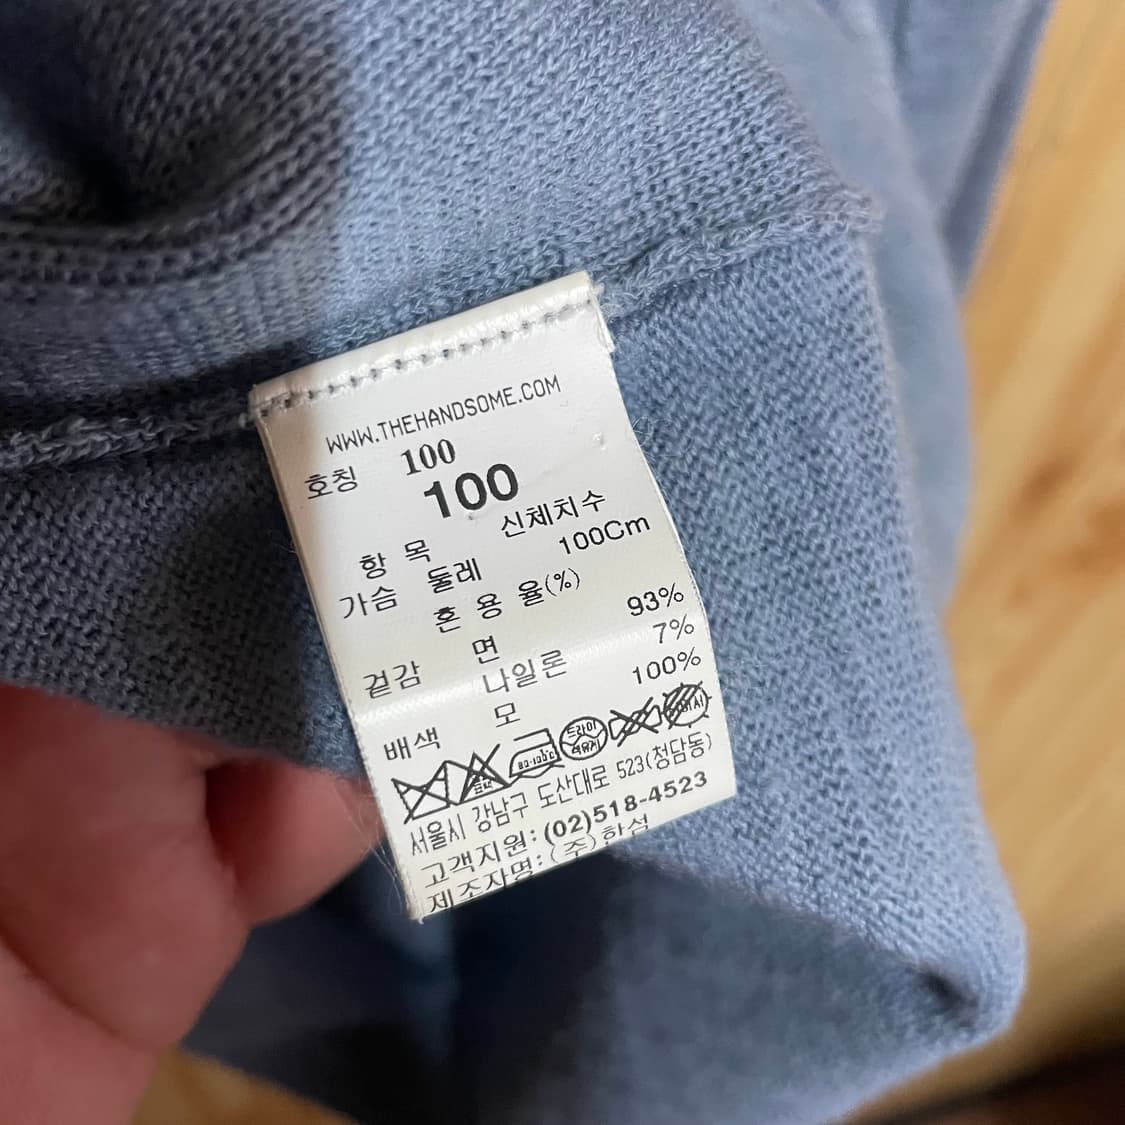 WWW.THEHANDSOME.COM
호칭 100
100
항 목 신체치수
가슴 둘레 100Cm
혼 용 율(%)
겉감 면 93%
나일론 7%
배색 모 100%
드라이
서울시 강남구 도산대로 523(청담동)
고객지원: (02)518-4523
제조자명: (주)한섬